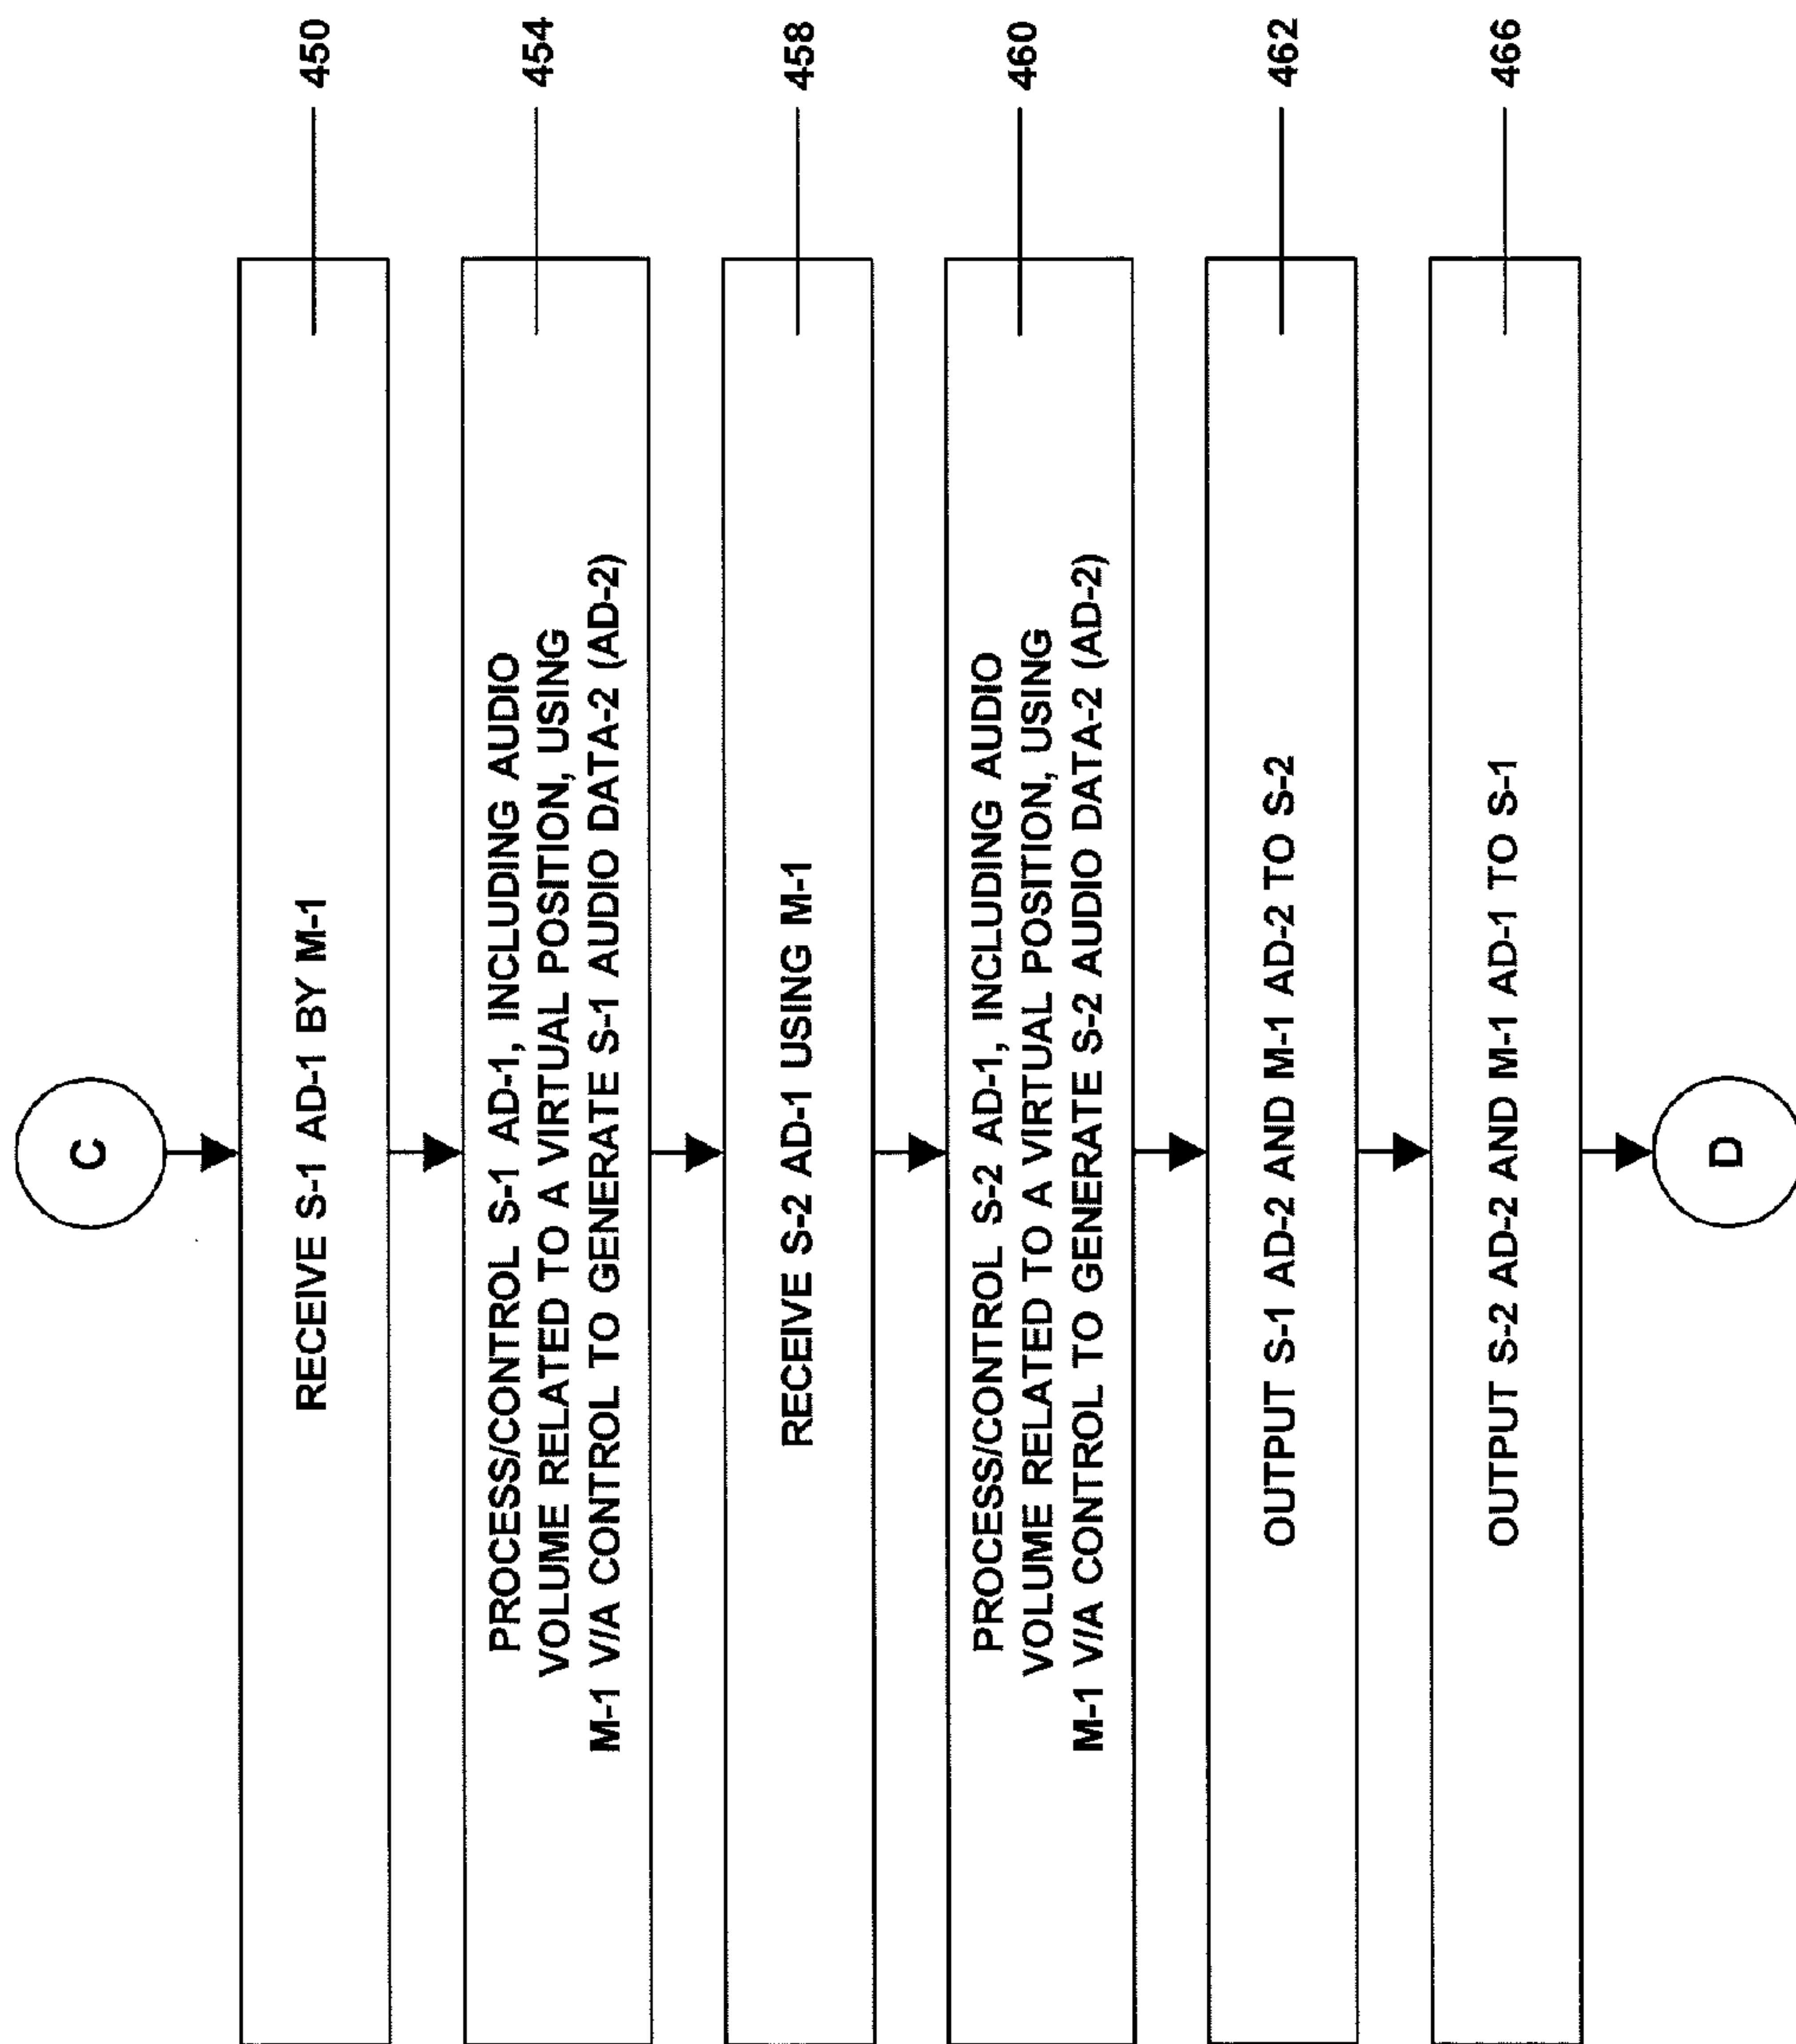 C
RECEIVE S-1 AD-1 BY M-1
450
PROCESS/CONTROL S-1 AD-1, INCLUDING AUDIO
VOLUME RELATED TO A VIRTUAL POSITION, USING
M-1 V/A CONTROL TO GENERATE S-1 AUDIO DATA-2 (AD-2)
454
RECEIVE S-2 AD-1 USING M-1
458
PROCESS/CONTROL S-2 AD-1, INCLUDING AUDIO
VOLUME RELATED TO A VIRTUAL POSITION, USING
M-1 V/A CONTROL TO GENERATE S-2 AUDIO DATA-2 (AD-2)
460
OUTPUT S-1 AD-2 AND M-1 AD-2 TO S-2
462
OUTPUT S-2 AD-2 AND M-1 AD-1 TO S-1
466
D